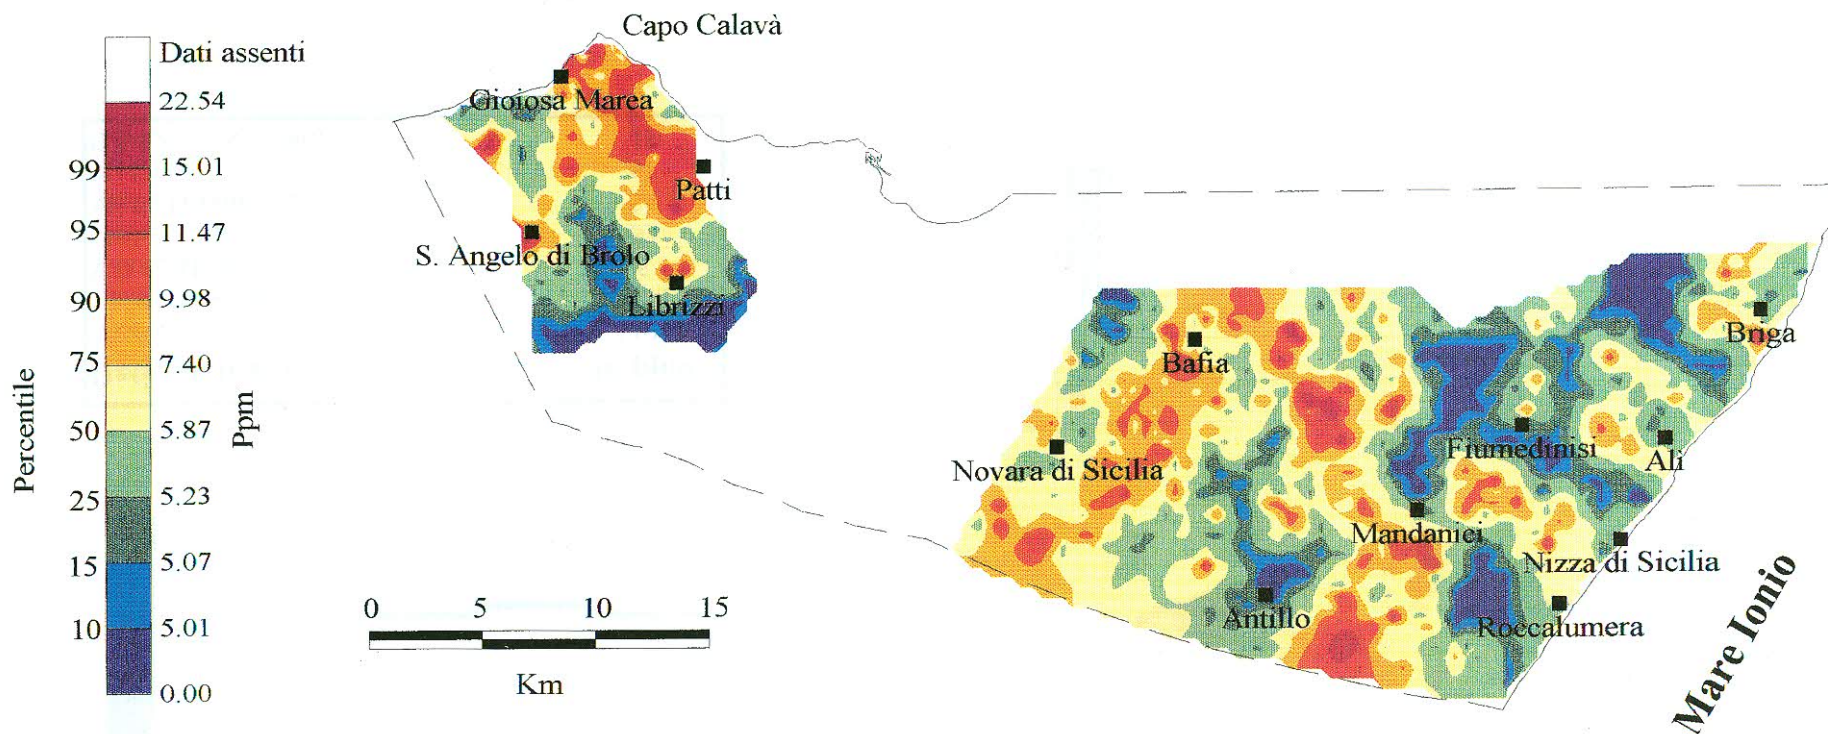 Capo Calavà
Dati assenti
22.54
Gioiosa Marea
99
15.01
Patti
95
11.47
S. Angelo di Brolo
90
9.98
Librizzi
Briga
75
7.40
Bafia
Percentile
Ppm
50
5.87
Fiumedinisi
Ali
Novara di Sicilia
25
5.23
Mandanici
15
5.07
Nizza di Sicilia
0 5 10 15
10
5.01
Antillo
Roccalumera
Km
0.00
Mare Ionio